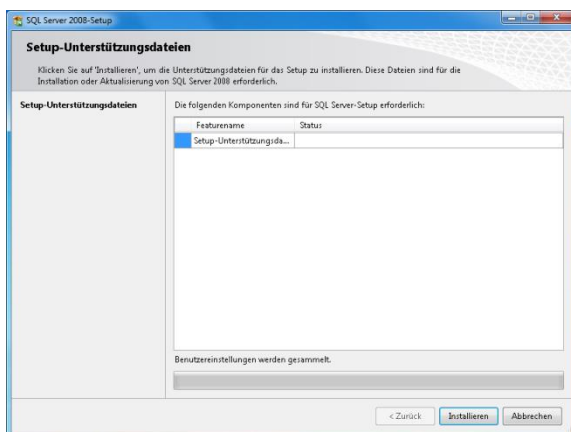 SQL Server 2008-Setup
Setup-Unterstützungsdateien
Klicken Sie auf 'Installieren', um die Unterstützungsdateien für das Setup zu installieren. Diese Dateien sind für die
Installation oder Aktualisierung von SQL Server 2008 erforderlich.
Setup-Unterstützungsdateien
Die folgenden Komponenten sind für SQL Server-Setup erforderlich:
Featurename Status
Setup-Unterstützungsda...
Benutzereinstellungen werden gesammelt.
< Zurück Installieren Abbrechen